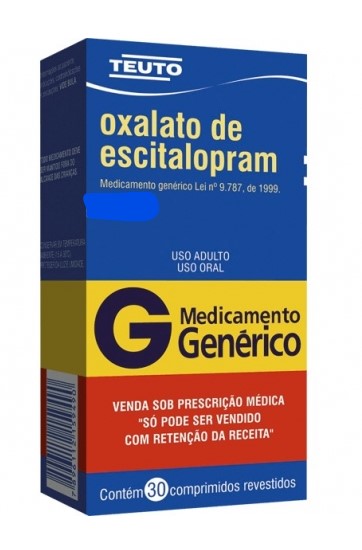 TEUTO
oxalato de
escitalopram
Medicamento genérico Lei nº 9.787, de 1999.
USO ADULTO
USO ORAL
G Medicamento
Genérico
VENDA SOB PRESCRIÇÃO MÉDICA
"SÓ PODE SER VENDIDO
COM RETENÇÃO DA RECEITA"
Contém 30 comprimidos revestidos